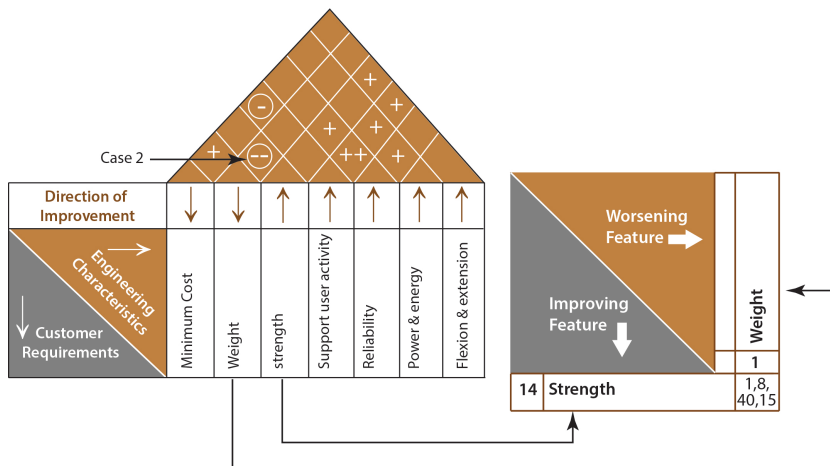 +
+
-
+
+
Case 2
+
--
++
+
Direction of
Improvement
Engineering
Characteristics
Customer
Requirements
Minimum Cost
Weight
strength
Support user activity
Reliability
Power & energy
Flexion & extension
Worsening
Feature
Improving
Feature
Weight
1
14 Strength 1,8,
40,15